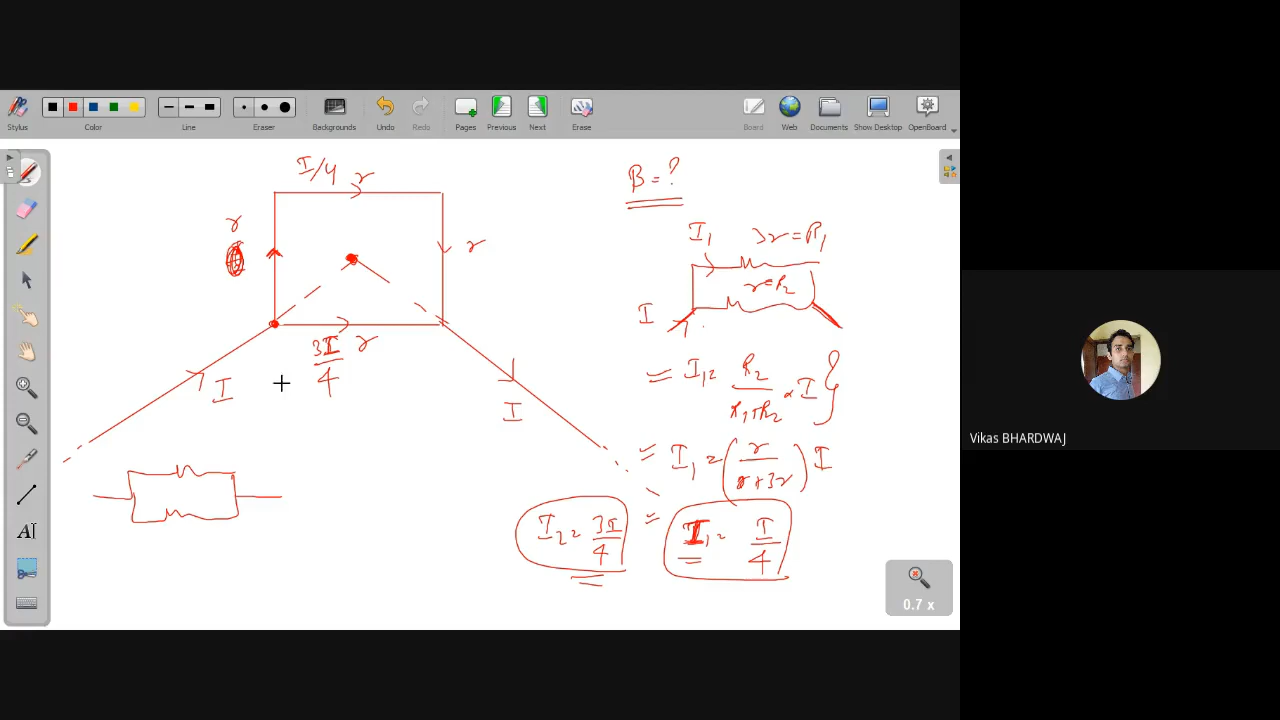 Stylus
Color
Line
Eraser
Backgrounds
Undo
Redo
Pages
Previous
Next
Erase
Board
Web
Documents
Show Desktop
OpenBoard
I/4
r
r
r
3I/4
r
I
I
B = ?
I₁
3r = R₁
r = R₂
I
= I₁ = R₂/(R₁+R₂) × I }
= I₁ = (r/(r+3r)) I
= I₁ = I/4
I₂ = 3I/4
A
0.7 x
Vikas BHARDWAJ